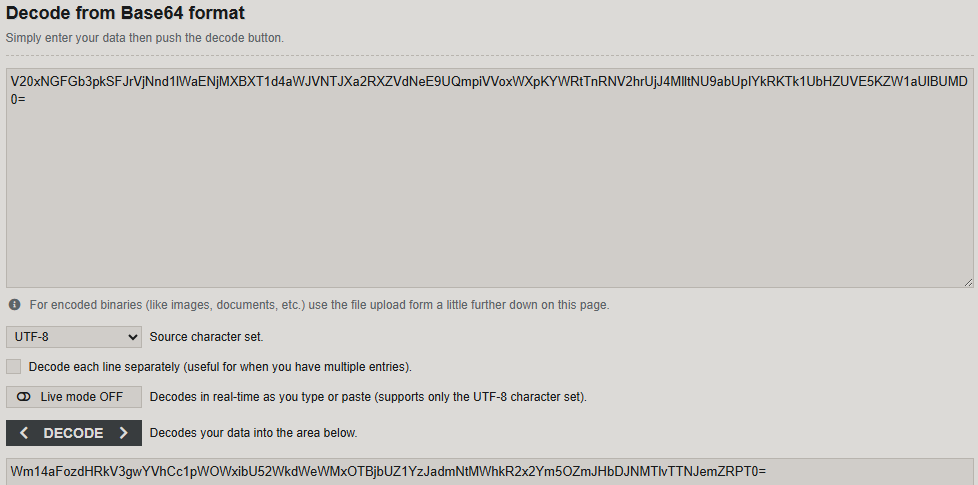 Decode from Base64 format
Simply enter your data then push the decode button.
V20xNGFGb3pkSFJrVjNnd1lWaENjMXBXT1d4aWJVNTJXa2RXZVdNeE9UQmpiVVoxWXpKYWRtTnRNV2hrUjJ4MlltNU9abUpIYkRKTk1UbHZUVE5KZW1aUlBUMD
0=
For encoded binaries (like images, documents, etc.) use the file upload form a little further down on this page.
UTF-8 Source character set.
Decode each line separately (useful for when you have multiple entries).
Live mode OFF Decodes in real-time as you type or paste (supports only the UTF-8 character set).
DECODE Decodes your data into the area below.
Wm14aFozdHRkV3gwYVhCc1pWOWxibU52WkdWeWMxOTBjbUZ1YzJadmNtMWhkR2x2Ym5OZmJHbDJNMTlvTTNJemZRPT0=